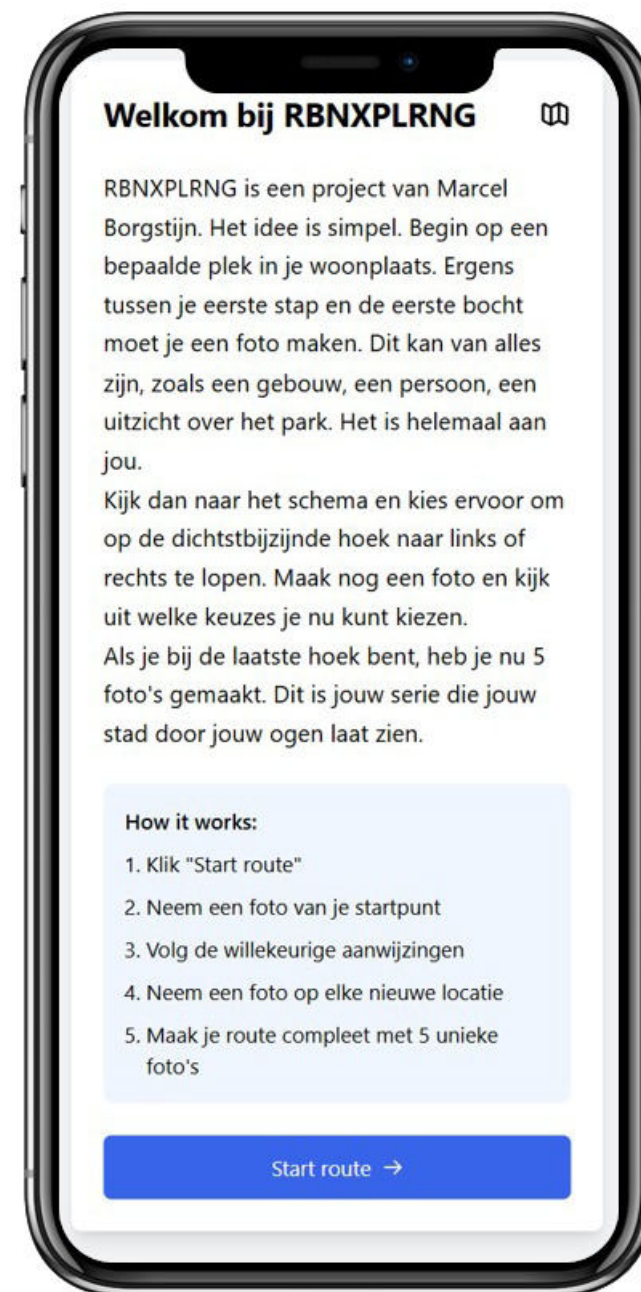 Welkom bij RBNXPLRNG
RBNXPLRNG is een project van Marcel
Borgstijn. Het idee is simpel. Begin op een
bepaalde plek in je woonplaats. Ergens
tussen je eerste stap en de eerste bocht
moet je een foto maken. Dit kan van alles
zijn, zoals een gebouw, een persoon, een
uitzicht over het park. Het is helemaal aan
jou.
Kijk dan naar het schema en kies ervoor om
op de dichtstbijzijnde hoek naar links of
rechts te lopen. Maak nog een foto en kijk
uit welke keuzes je nu kunt kiezen.
Als je bij de laatste hoek bent, heb je nu 5
foto's gemaakt. Dit is jouw serie die jouw
stad door jouw ogen laat zien.
How it works:
1. Klik "Start route"
2. Neem een foto van je startpunt
3. Volg de willekeurige aanwijzingen
4. Neem een foto op elke nieuwe locatie
5. Maak je route compleet met 5 unieke
foto's
Start route →